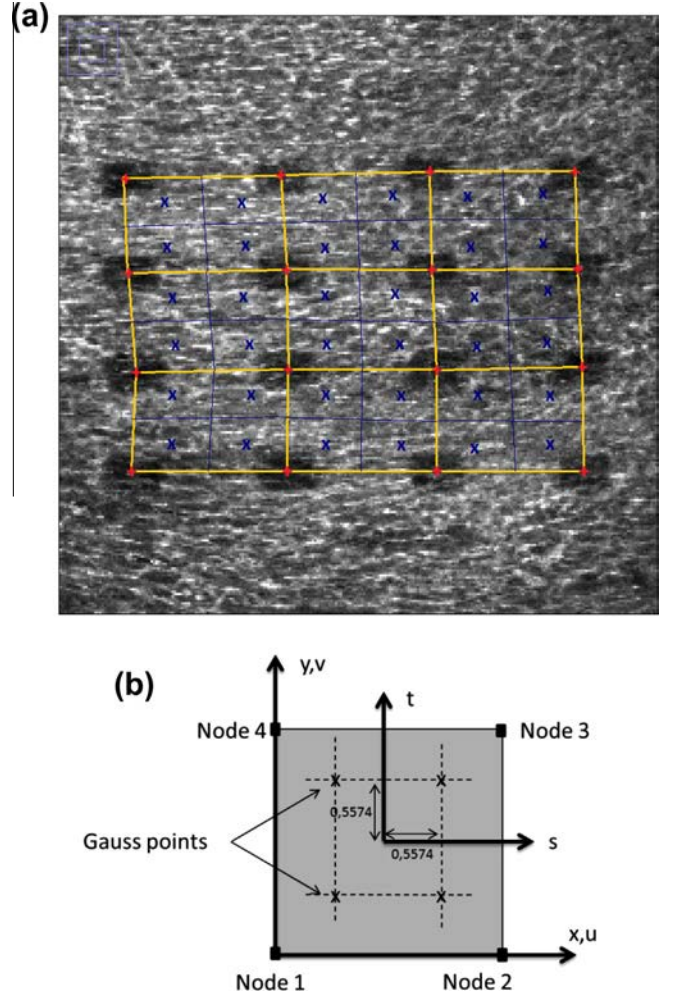 (a)
x x x x x x
x x x x x x
x x x x x x
x x x x x x
x x x x x x
x x x x x x
(b)
y,v
t
Node 4
Node 3
x x
0,5574
Gauss points
s
0,5574
x x
x,u
Node 1
Node 2